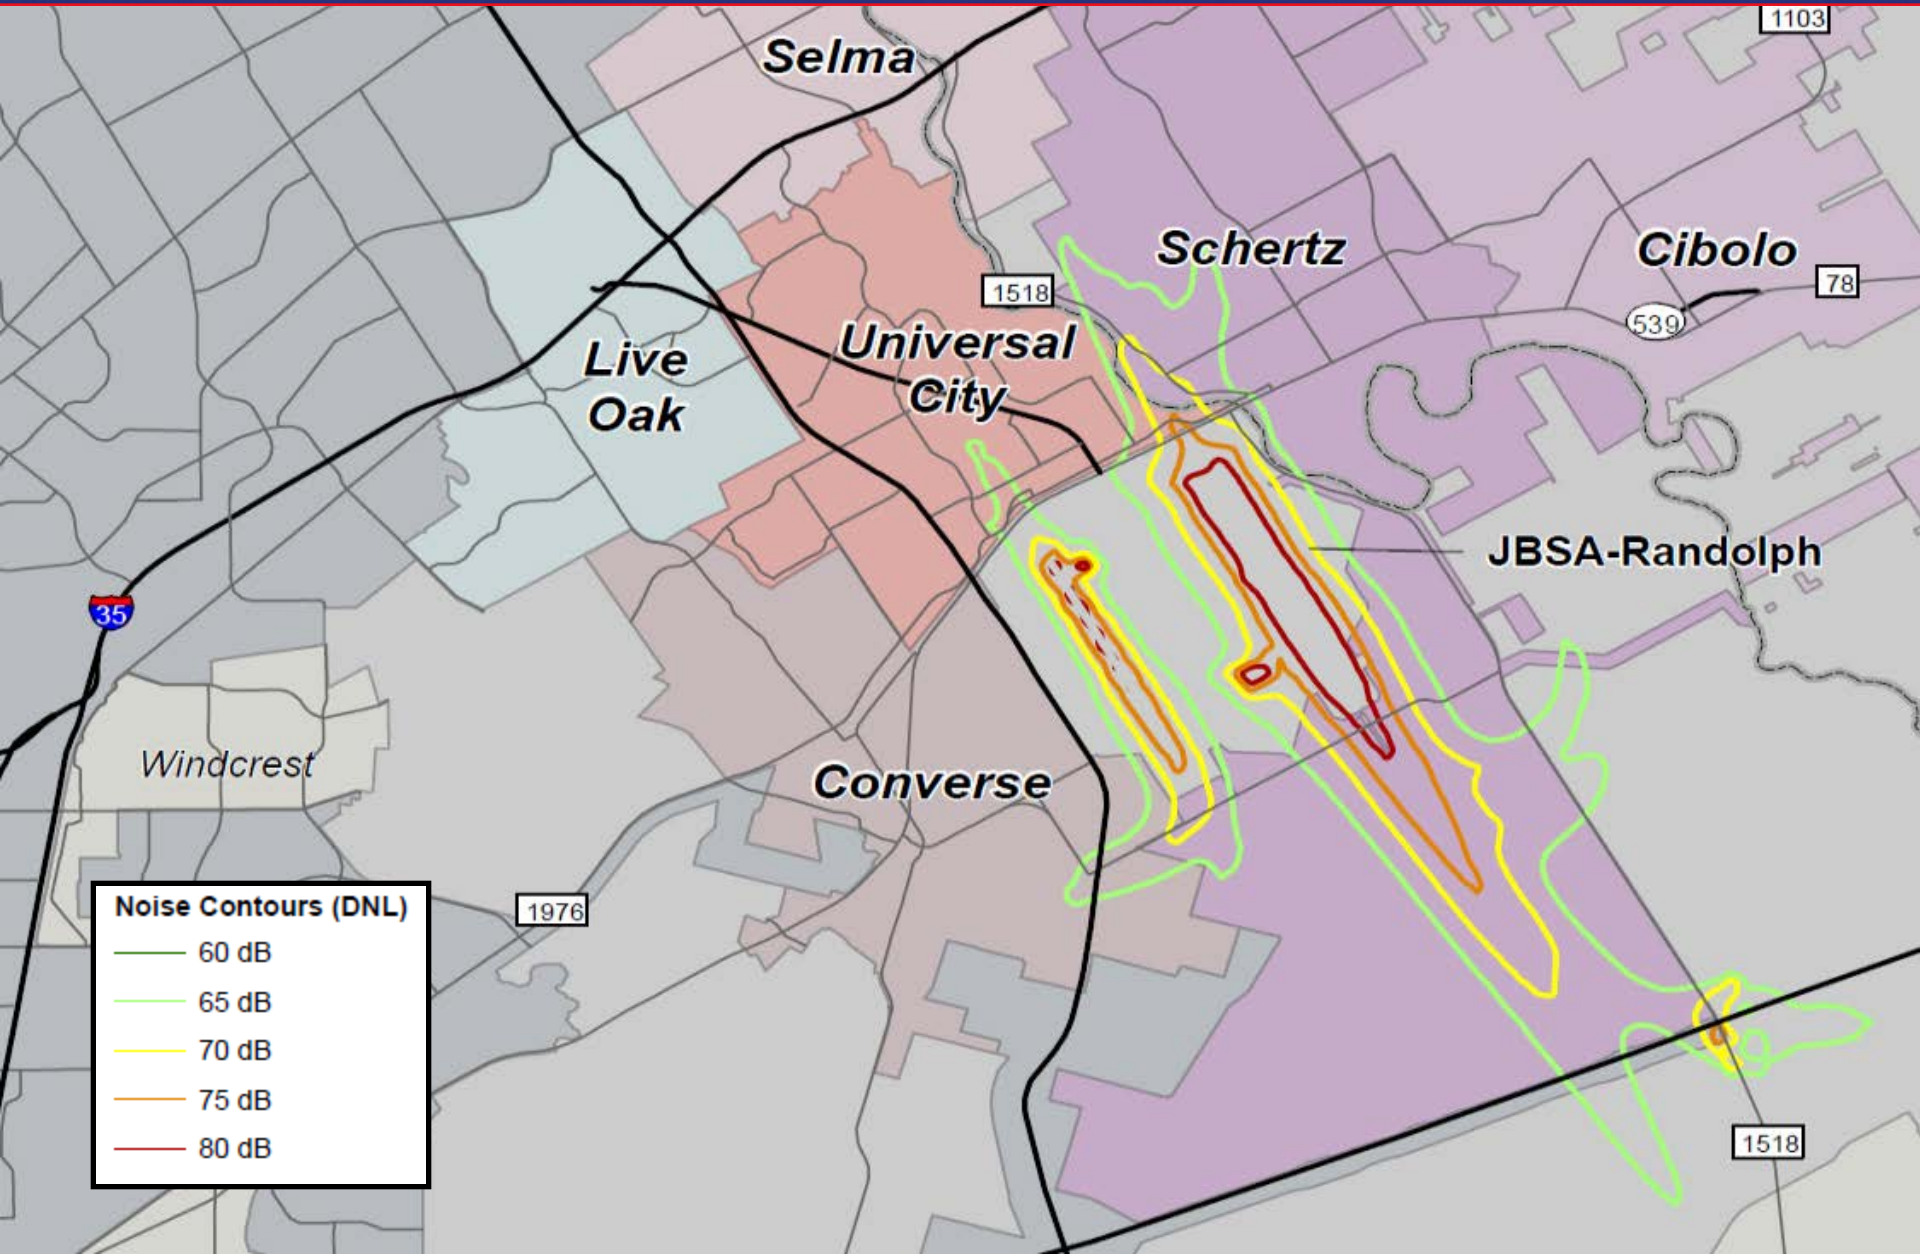 1103
Selma
Schertz
Cibolo
1518
78
539
Universal
City
Live
Oak
JBSA-Randolph
35
Windcrest
Converse
1976
Noise Contours (DNL)
60 dB
65 dB
70 dB
75 dB
80 dB
1518